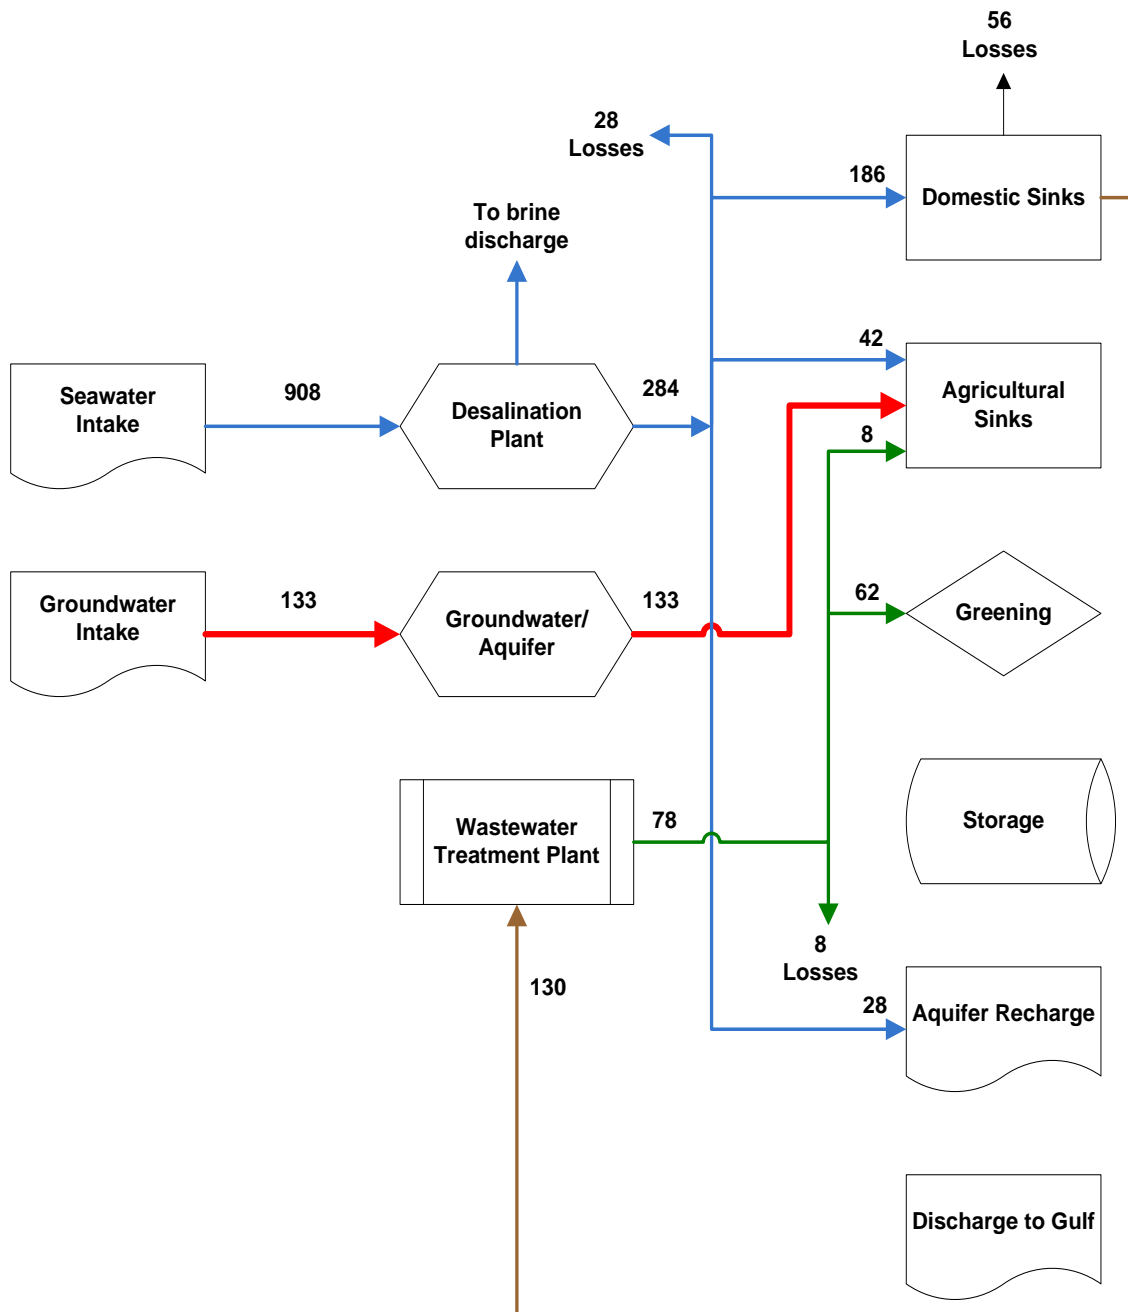 56
Losses
28
Losses
186
Domestic Sinks
To brine
discharge
42
Seawater
Intake
908
Desalination
Plant
284
Agricultural
Sinks
8
Groundwater
Intake
133
Groundwater/
Aquifer
133
62
Greening
Wastewater
Treatment Plant
78
Storage
8
Losses
130
28
Aquifer Recharge
Discharge to Gulf